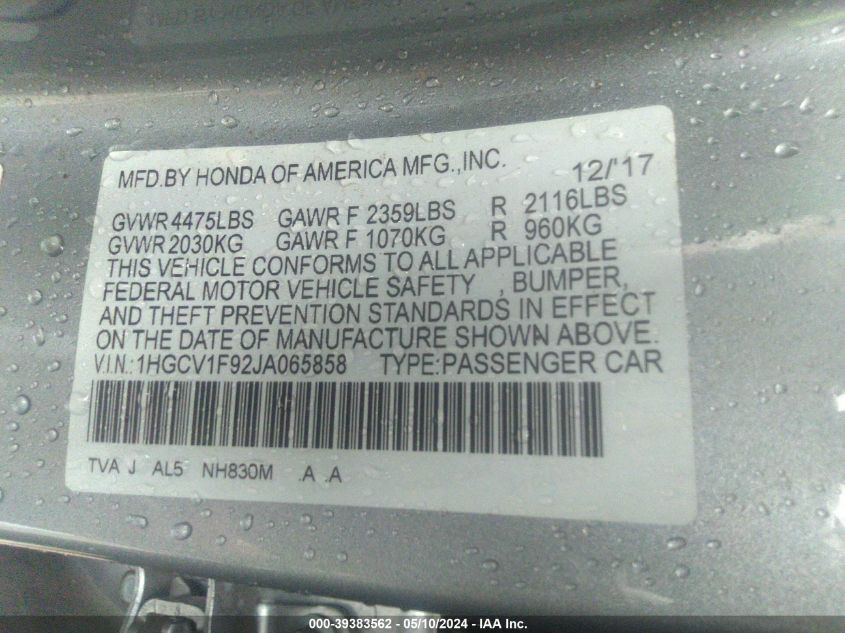 MFD.BY HONDA OF AMERICA MFG.,INC. 12/'17
GVWR 4475LBS GAWR F 2359LBS R 2116LBS
GVWR 2030KG GAWR F 1070KG R 960KG
THIS VEHICLE CONFORMS TO ALL APPLICABLE
FEDERAL MOTOR VEHICLE SAFETY , BUMPER,
AND THEFT PREVENTION STANDARDS IN EFFECT
ON THE DATE OF MANUFACTURE SHOWN ABOVE.
V.I.N.:1HGCV1F92JA065858 TYPE:PASSENGER CAR
TVA J AL5 NH830M .A .A
000-39383562 - 05/10/2024 - IAA Inc.